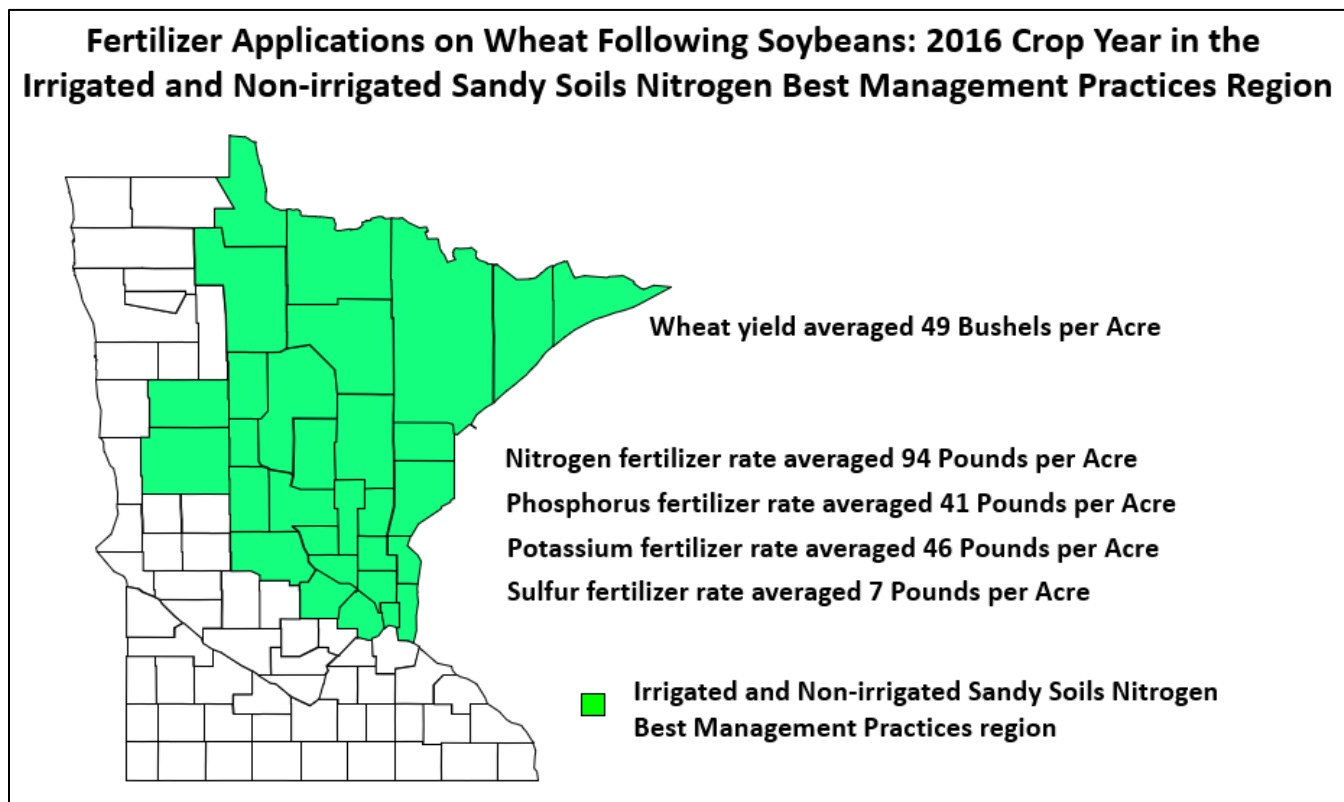 Fertilizer Applications on Wheat Following Soybeans: 2016 Crop Year in the
Irrigated and Non-irrigated Sandy Soils Nitrogen Best Management Practices Region
Wheat yield averaged 49 Bushels per Acre
Nitrogen fertilizer rate averaged 94 Pounds per Acre
Phosphorus fertilizer rate averaged 41 Pounds per Acre
Potassium fertilizer rate averaged 46 Pounds per Acre
Sulfur fertilizer rate averaged 7 Pounds per Acre
Irrigated and Non-irrigated Sandy Soils Nitrogen
Best Management Practices region